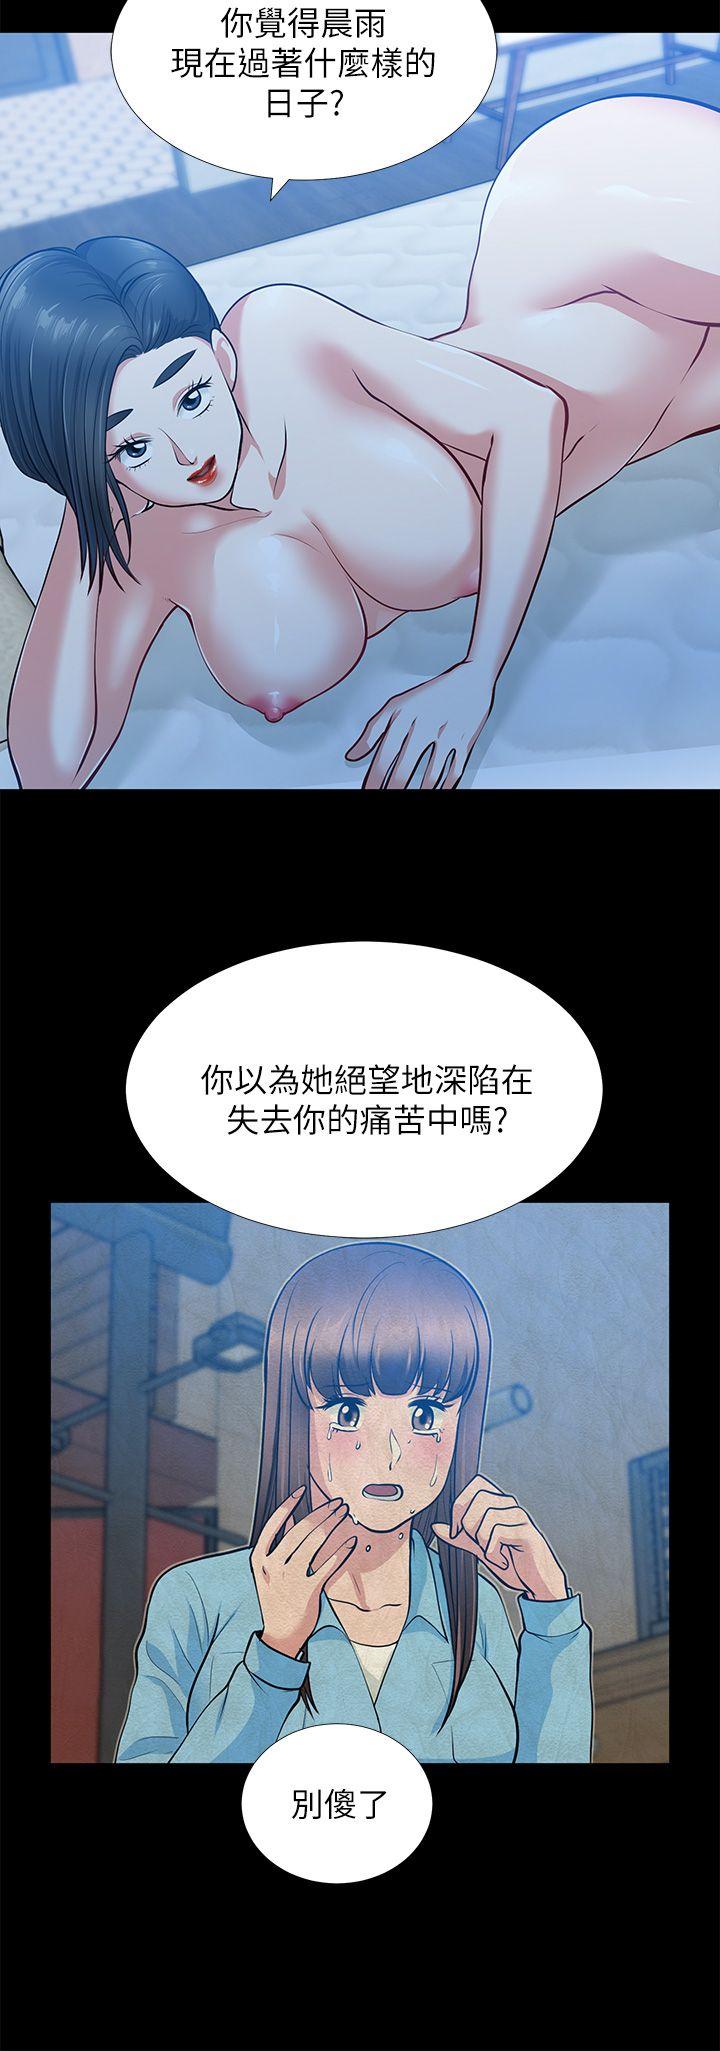 你覺得晨雨
現在過著什麼樣的
日子?
你以為她絕望地深陷在
失去你的痛苦中嗎?
別傻了